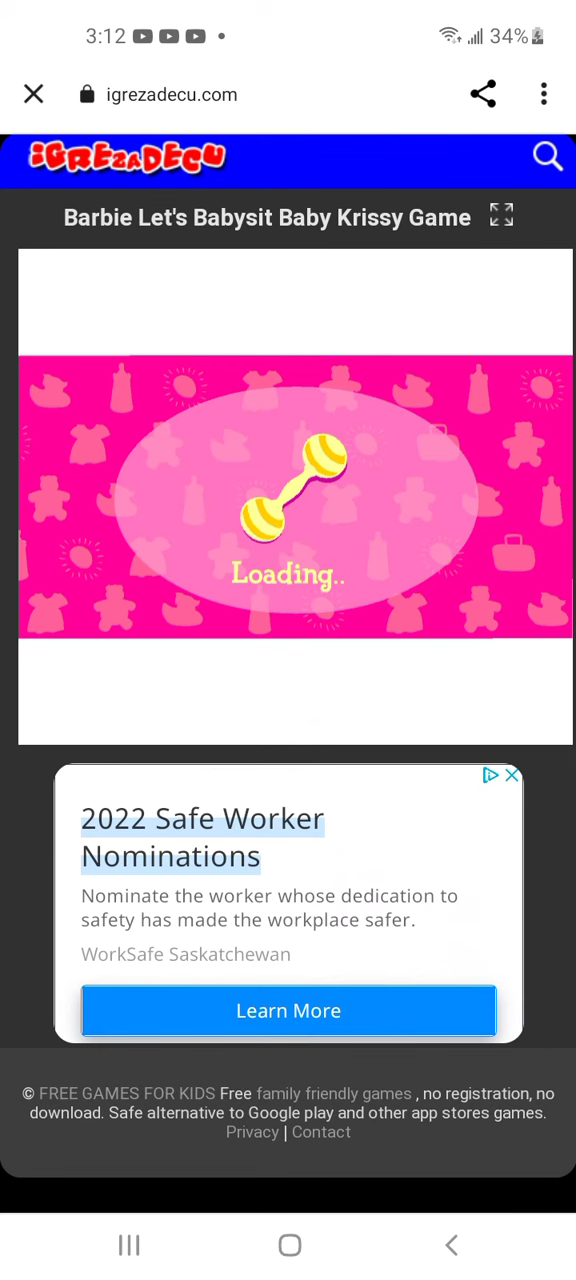 3:12
34%
igrezadecu.com
iGREZADECU
Barbie Let's Babysit Baby Krissy Game
Loading..
2022 Safe Worker
Nominations
Nominate the worker whose dedication to
safety has made the workplace safer.
WorkSafe Saskatchewan
Learn More
© FREE GAMES FOR KIDS Free family friendly games , no registration, no
download. Safe alternative to Google play and other app stores games.
Privacy | Contact